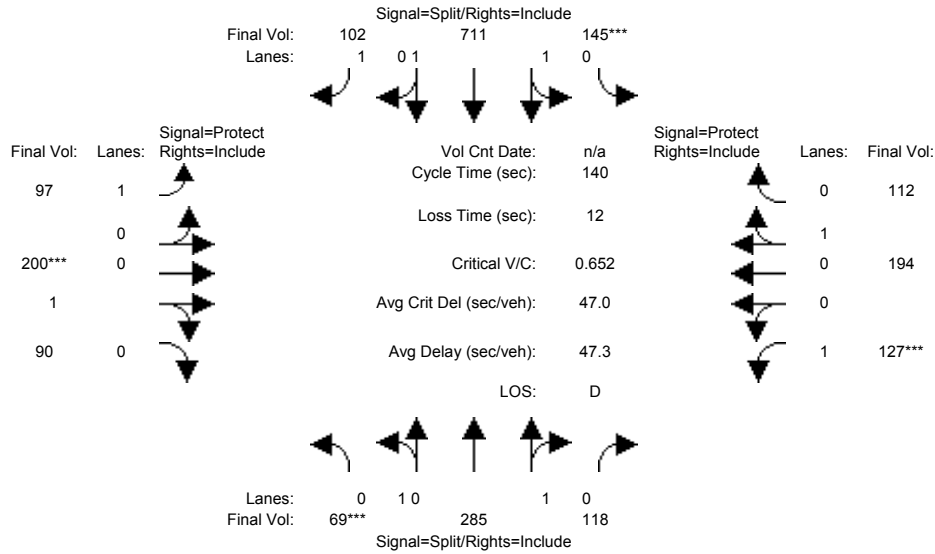 Signal=Split/Rights=Include
Final Vol: 102 711 145***
Lanes: 1 0 1 1 0
Signal=Protect Signal=Protect
Final Vol: Lanes: Rights=Include Vol Cnt Date: n/a Rights=Include Lanes: Final Vol:
Cycle Time (sec): 140
97 1 0 112
Loss Time (sec): 12
0 1
200*** 0 Critical V/C: 0.652 0 194
1 0 Avg Crit Del (sec/veh): 47.0 0
90 0 Avg Delay (sec/veh): 47.3 1 127***
LOS: D
Lanes: 0 1 0 1 0
Final Vol: 69*** 285 118
Signal=Split/Rights=Include